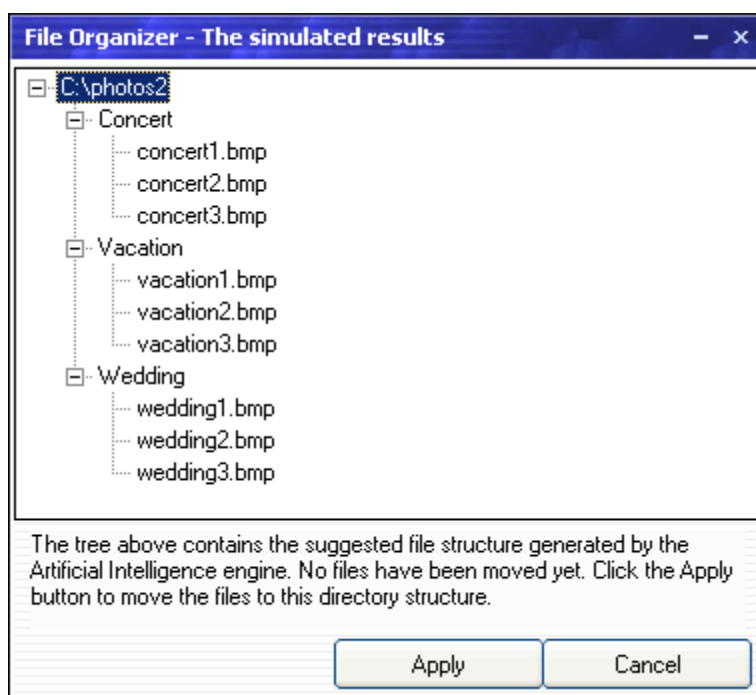 File Organizer - The simulated results
C:\photos2
Concert
concert1.bmp
concert2.bmp
concert3.bmp
Vacation
vacation1.bmp
vacation2.bmp
vacation3.bmp
Wedding
wedding1.bmp
wedding2.bmp
wedding3.bmp
The tree above contains the suggested file structure generated by the
Artificial Intelligence engine. No files have been moved yet. Click the Apply
button to move the files to this directory structure.
Apply Cancel